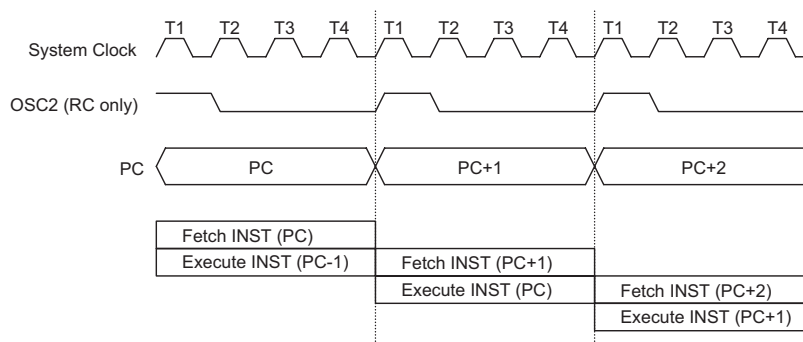 T1 T2 T3 T4 T1 T2 T3 T4 T1 T2 T3 T4
System Clock
OSC2 (RC only)
PC PC PC+1 PC+2
Fetch INST (PC)
Execute INST (PC-1) Fetch INST (PC+1)
Execute INST (PC) Fetch INST (PC+2)
Execute INST (PC+1)